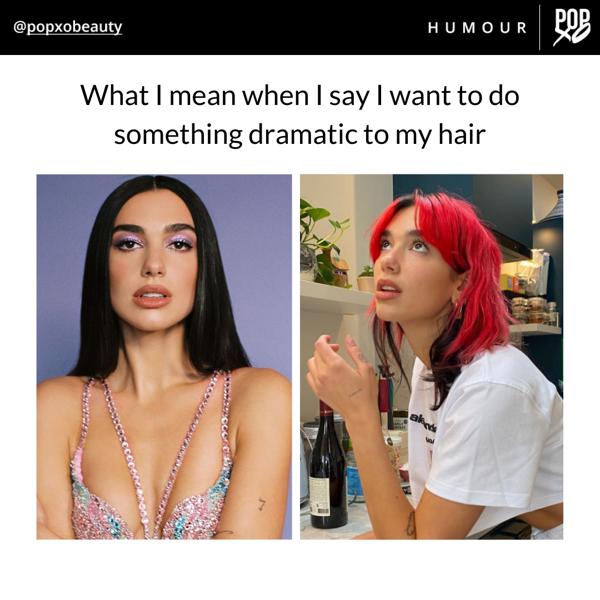 @popxobeauty
HUMOUR
POP
XO
What I mean when I say I want to do
something dramatic to my hair